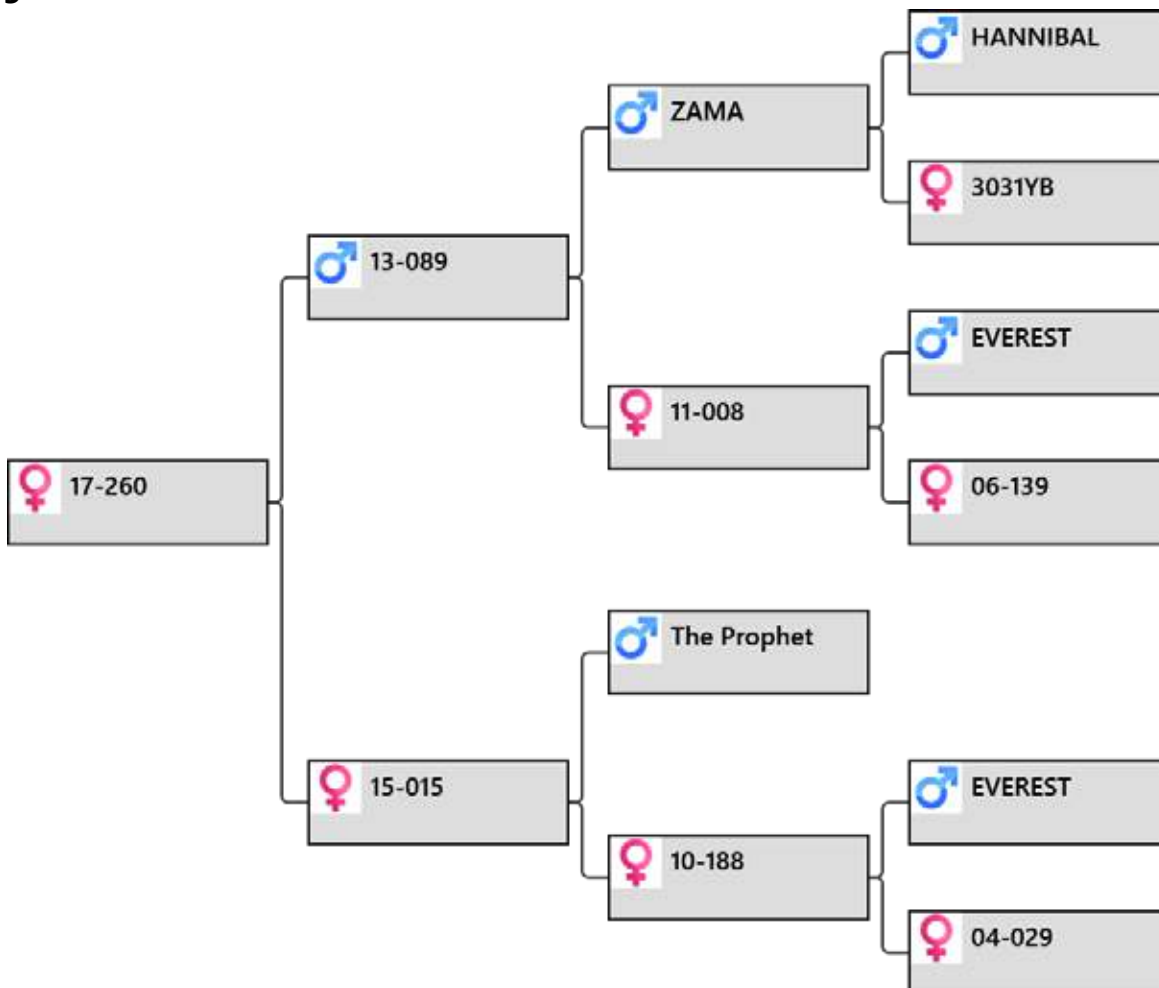 HANNIBAL
ZAMA
3031YB
13-089
EVEREST
11-008
06-139
17-260
The Prophet
15-015
EVEREST
10-188
04-029